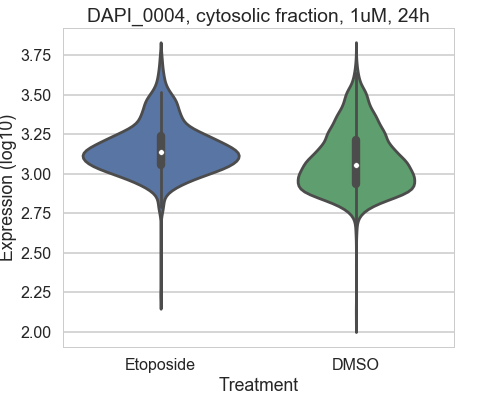 DAPI_0004, cytosolic fraction, 1uM, 24h
Expression (log10)
3.75
3.50
3.25
3.00
2.75
2.50
2.25
2.00
Etoposide DMSO
Treatment